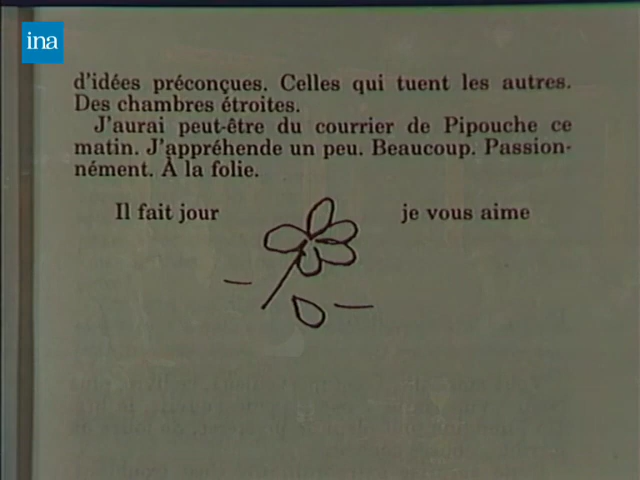 ina
d'idées préconçues. Celles qui tuent les autres.
Des chambres étroites.
J'aurai peut-être du courrier de Pipouche ce
matin. J'appréhende un peu. Beaucoup. Passion-
nément. À la folie.
Il fait jour je vous aime